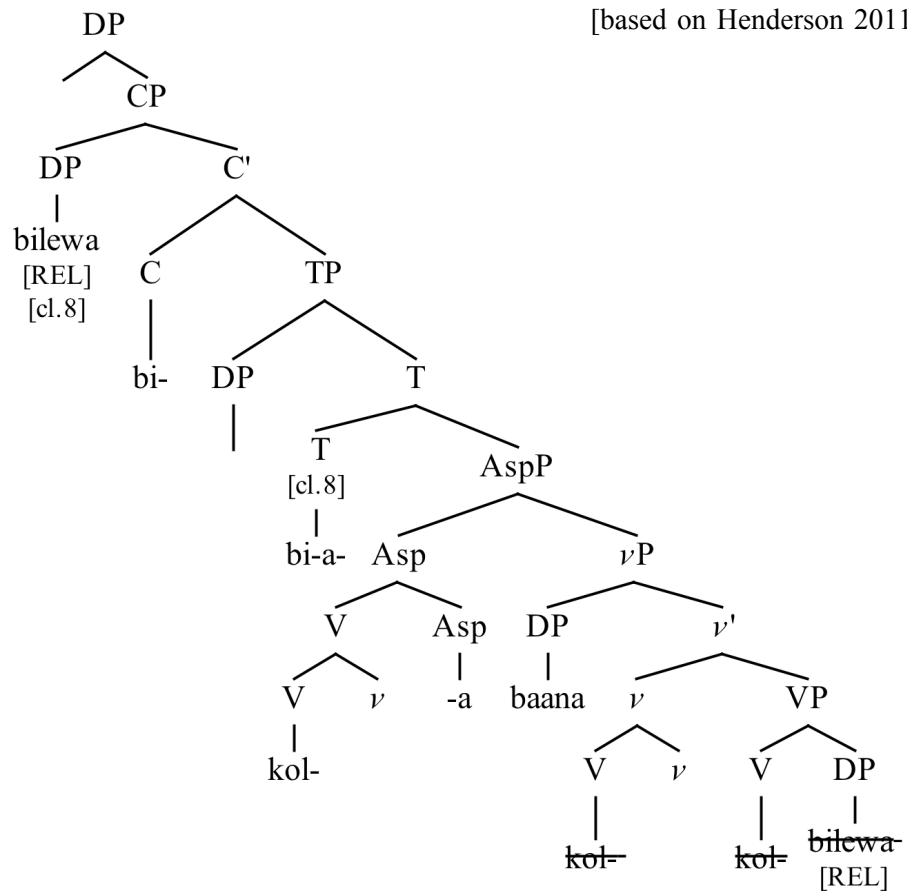 [based on Henderson 2011
DP
CP
DP C'
bilewa
[REL] C TP
[cl.8]
bi- DP T
T AspP
[cl.8]
bi-a- Asp νP
V Asp DP ν'
V ν -a baana ν VP
kol- V ν V DP
kol- kol- bilewa-
[REL]